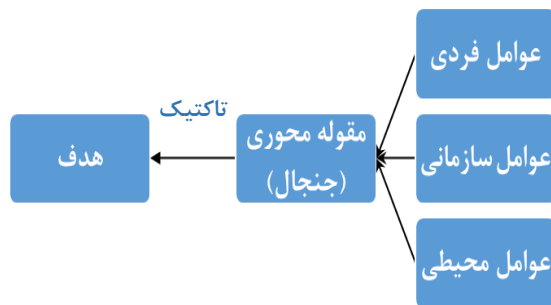 عوامل فردی
عوامل سازمانی
عوامل محیطی
مقوله محوری
(جنجال)
تاکتیک
هدف